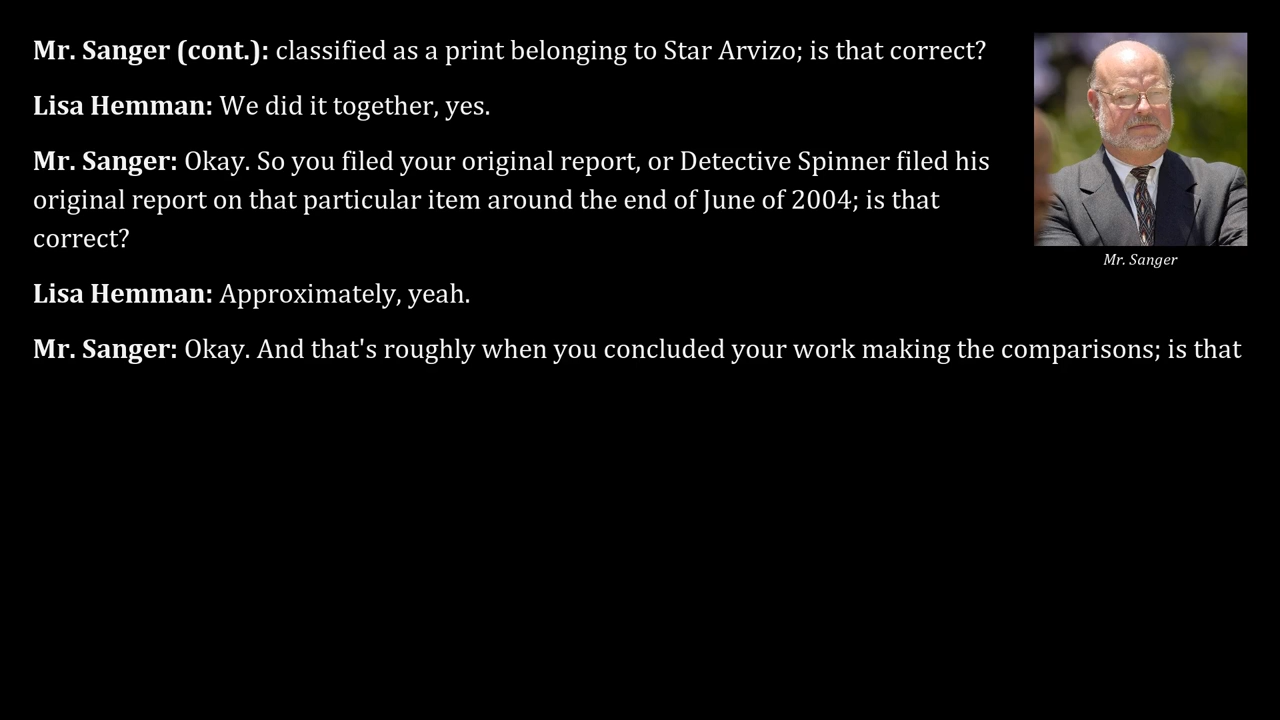 Mr. Sanger (cont.): classified as a print belonging to Star Arvizo; is that correct?
Lisa Hemman: We did it together, yes.
Mr. Sanger: Okay. So you filed your original report, or Detective Spinner filed his
original report on that particular item around the end of June of 2004; is that
correct?
Mr. Sanger
Lisa Hemman: Approximately, yeah.
Mr. Sanger: Okay. And that's roughly when you concluded your work making the comparisons; is that